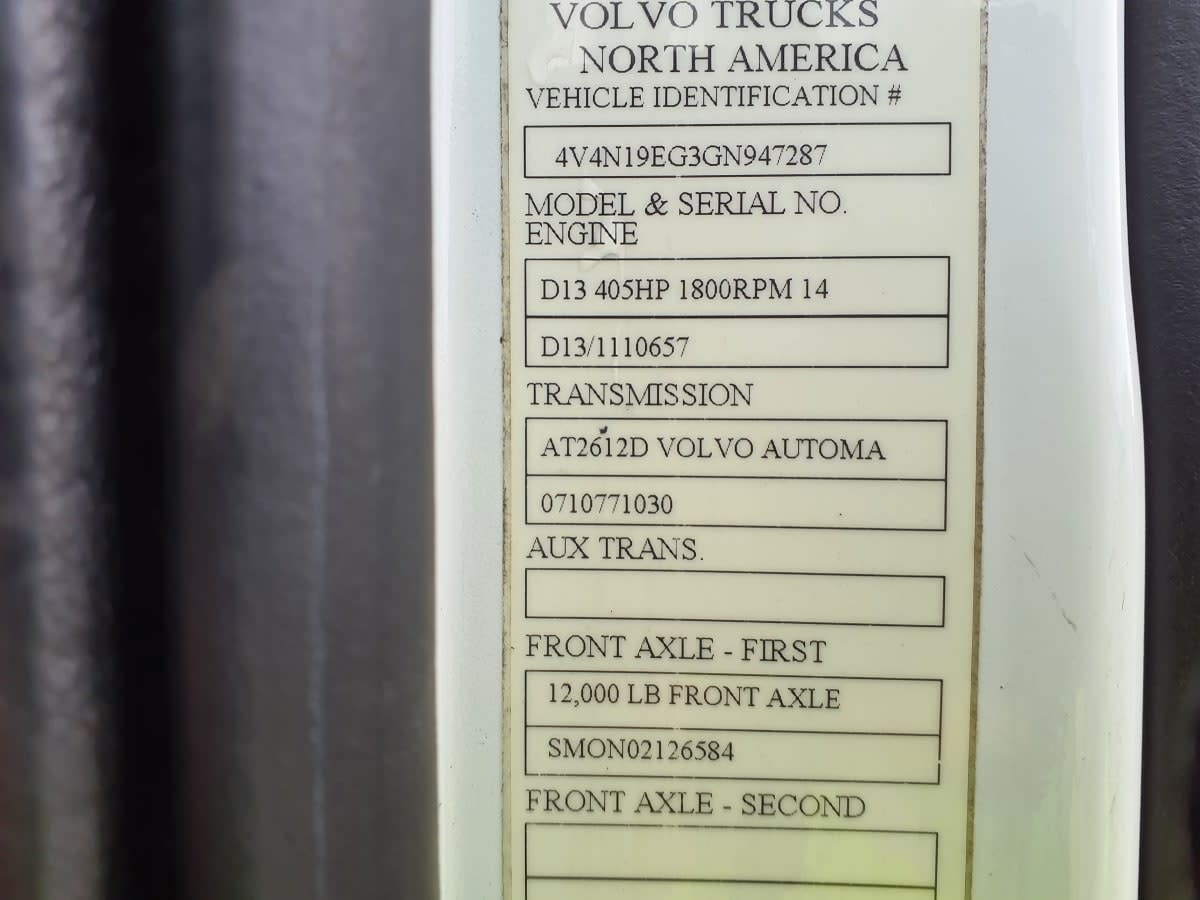 VOLVO TRUCKS
NORTH AMERICA
VEHICLE IDENTIFICATION #
4V4N19EG3GN947287
MODEL & SERIAL NO.
ENGINE
D13 405HP 1800RPM 14
D13/1110657
TRANSMISSION
AT2612D VOLVO AUTOMA
0710771030
AUX TRANS.
FRONT AXLE - FIRST
12,000 LB FRONT AXLE
SMON02126584
FRONT AXLE - SECOND